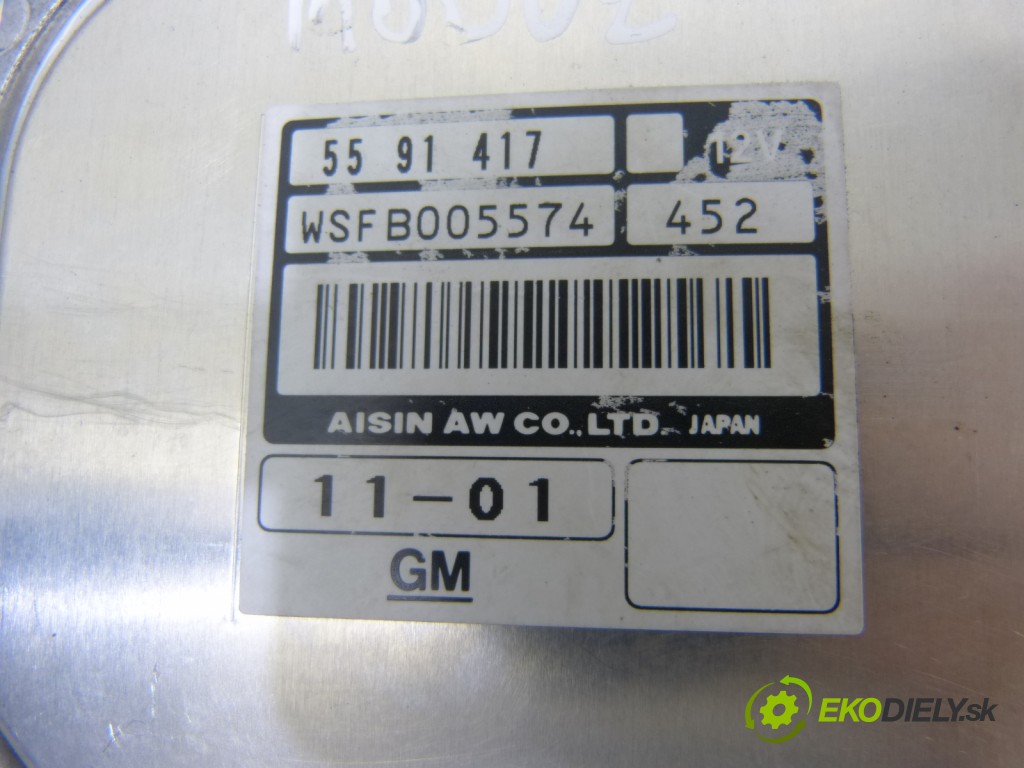 55 91 417
12V
WSFB005574
452
AISIN AW CO., LTD. JAPAN
11-01
GM
EKODIELY.sk